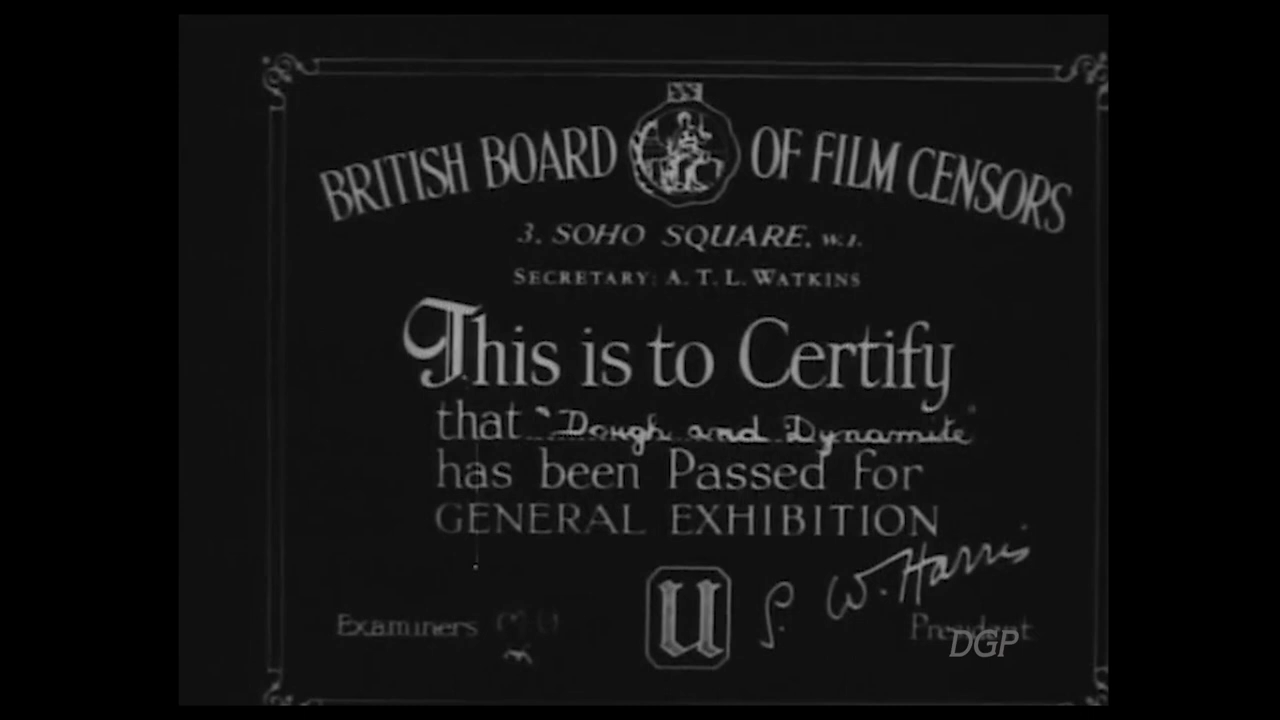 BRITISH BOARD OF FILM CENSORS
3, SOHO SQUARE, W.1.
SECRETARY: A. T. L. WATKINS
This is to Certify
that "Dough and Dynamite"
has been Passed for
GENERAL EXHIBITION
U
S. W. Harris
Examiners
President
DGP